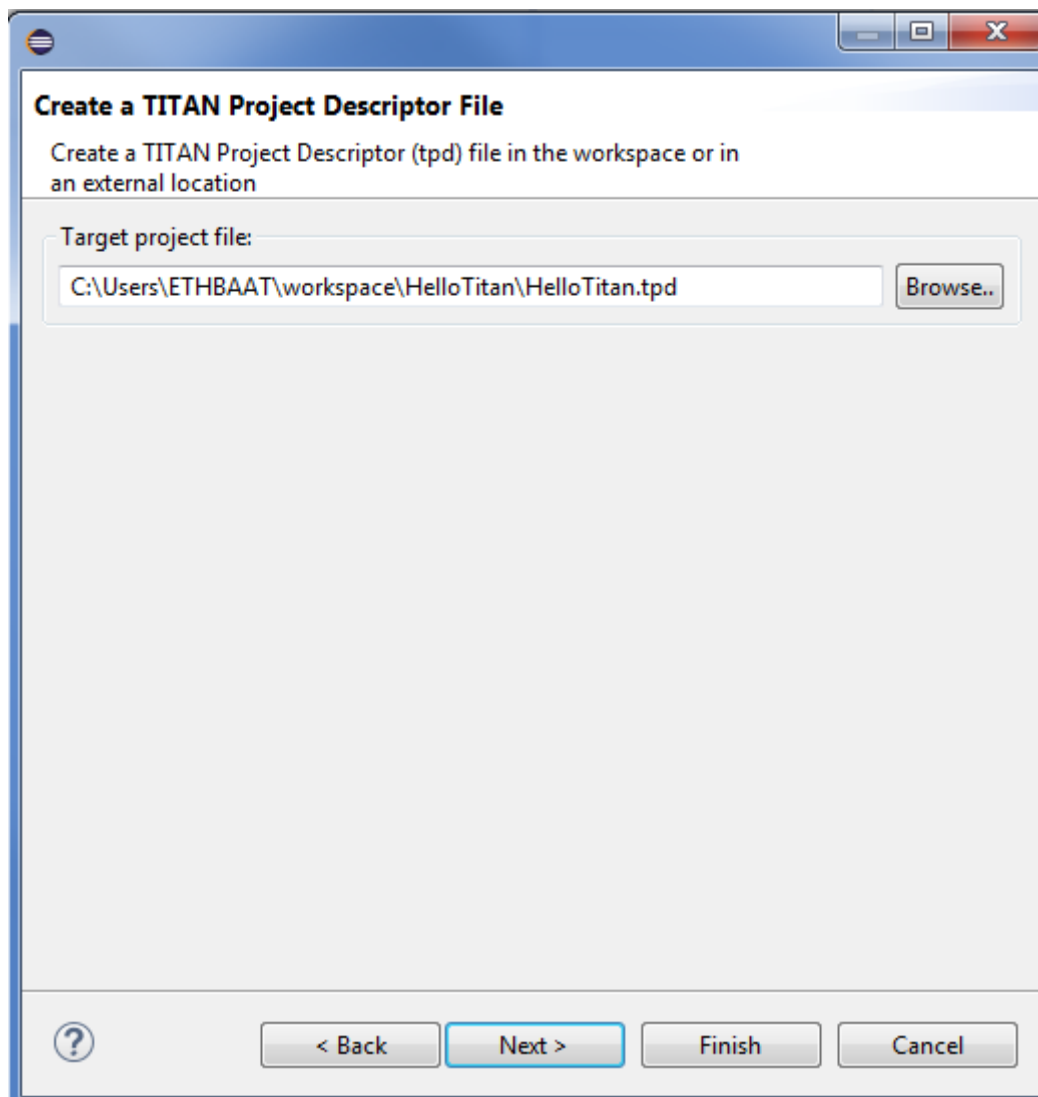 Create a TITAN Project Descriptor File
Create a TITAN Project Descriptor (tpd) file in the workspace or in
an external location
Target project file:
C:\Users\ETHBAAT\workspace\HelloTitan\HelloTitan.tpd
Browse..
?
< Back
Next >
Finish
Cancel